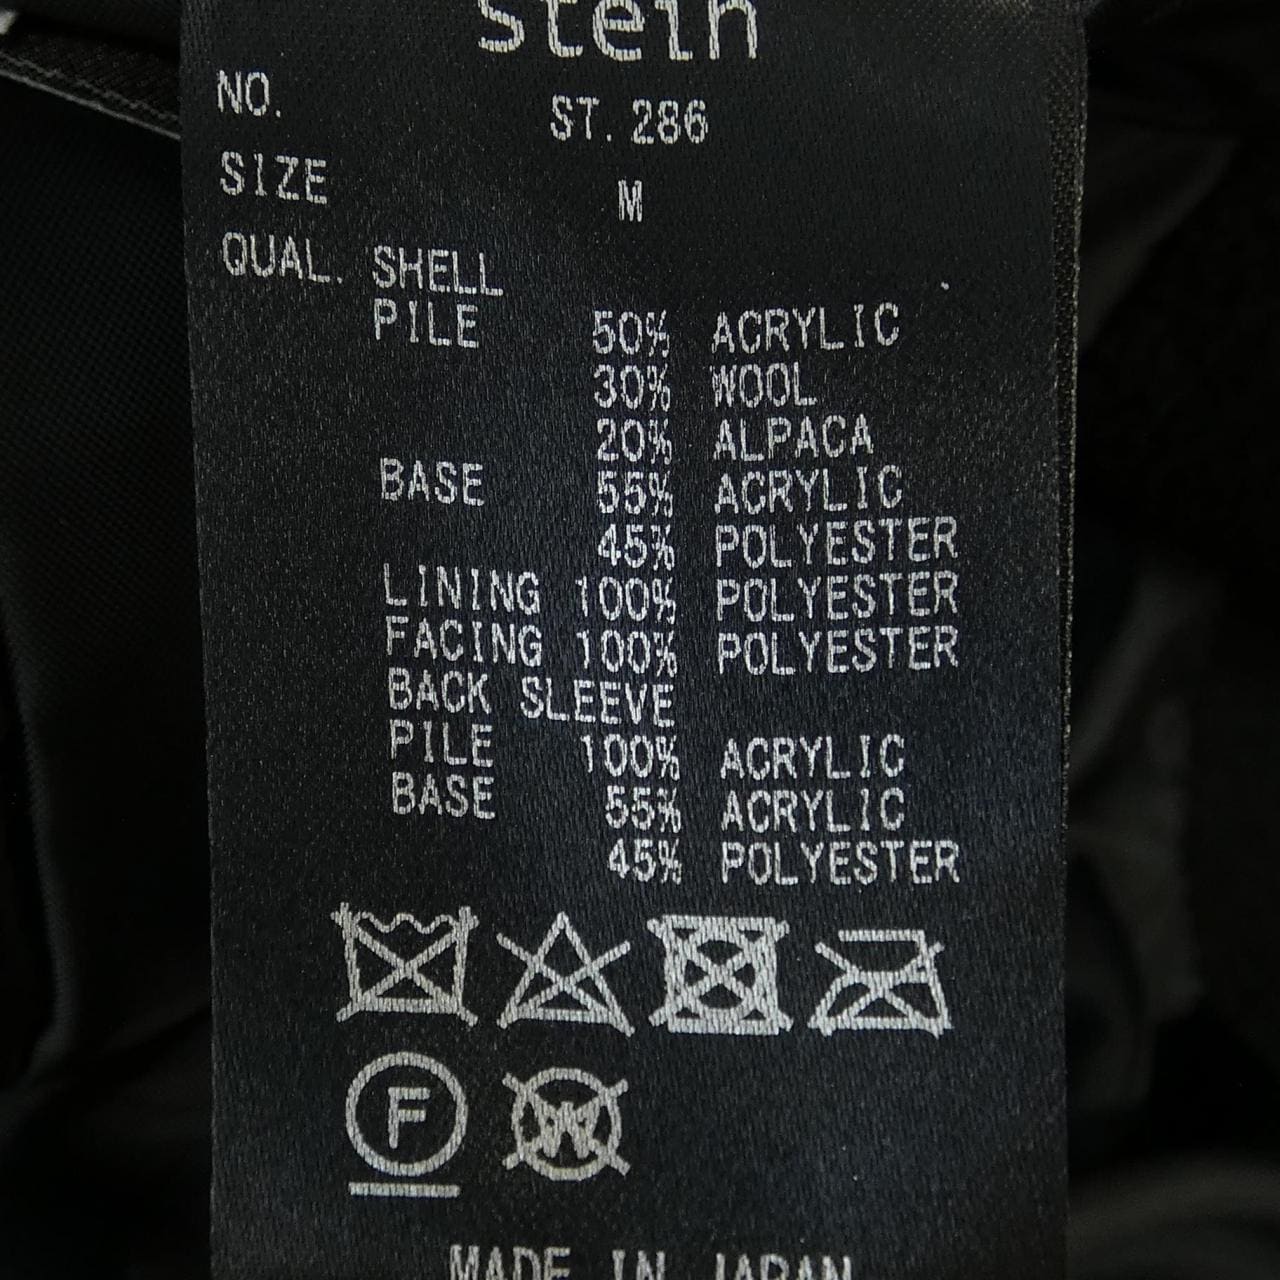 stein
NO. ST. 286
SIZE M
QUAL. SHELL
PILE 50% ACRYLIC
30% WOOL
20% ALPACA
BASE 55% ACRYLIC
45% POLYESTER
LINING 100% POLYESTER
FACING 100% POLYESTER
BACK SLEEVE
PILE 100% ACRYLIC
BASE 55% ACRYLIC
45% POLYESTER
F W
MADE IN JAPAN